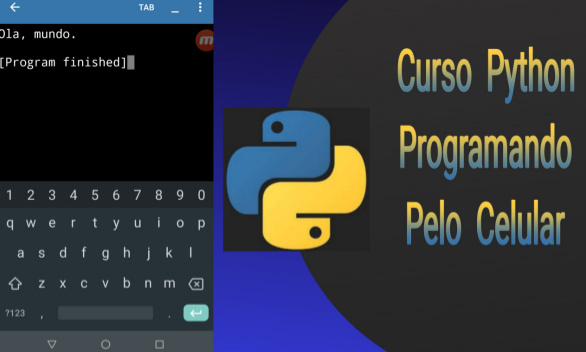 TAB
Ola, mundo.
[Program finished]
m
1 2 3 4 5 6 7 8 9 0
q w e r t y u i o p
a s d f g h j k l
z x c v b n m
?123 , .
Curso Python
Programando
Pelo Celular